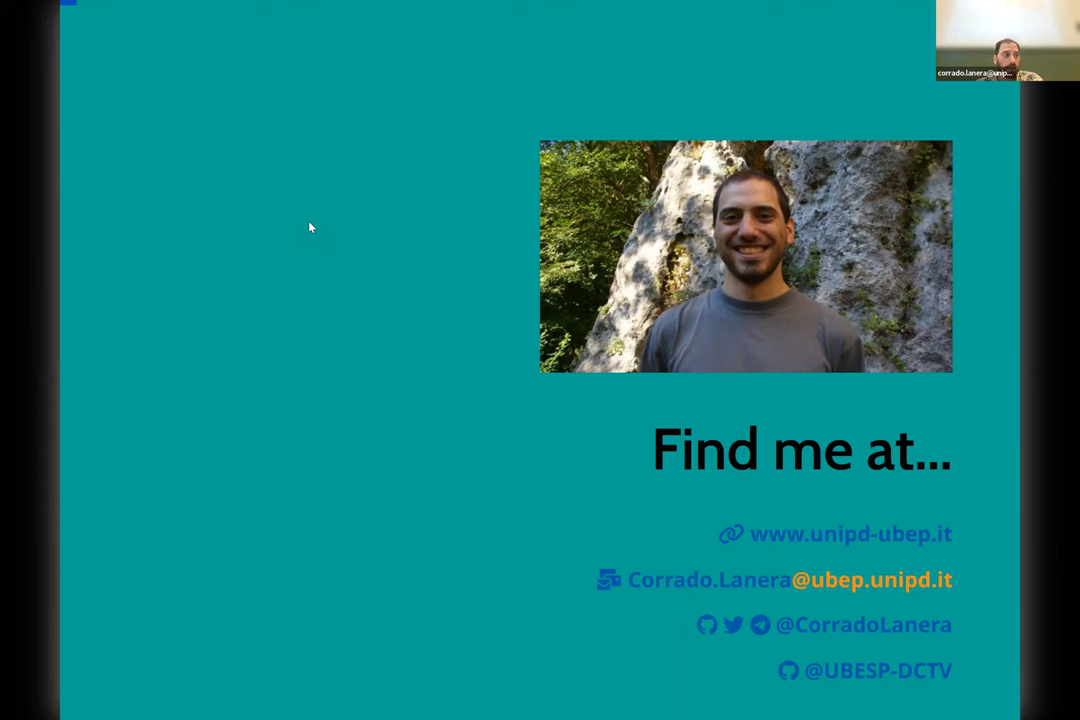 corrado.lanera@unip...
Find me at...
www.unipd-ubep.it
Corrado.Lanera@ubep.unipd.it
@CorradoLanera
@UBESP-DCTV